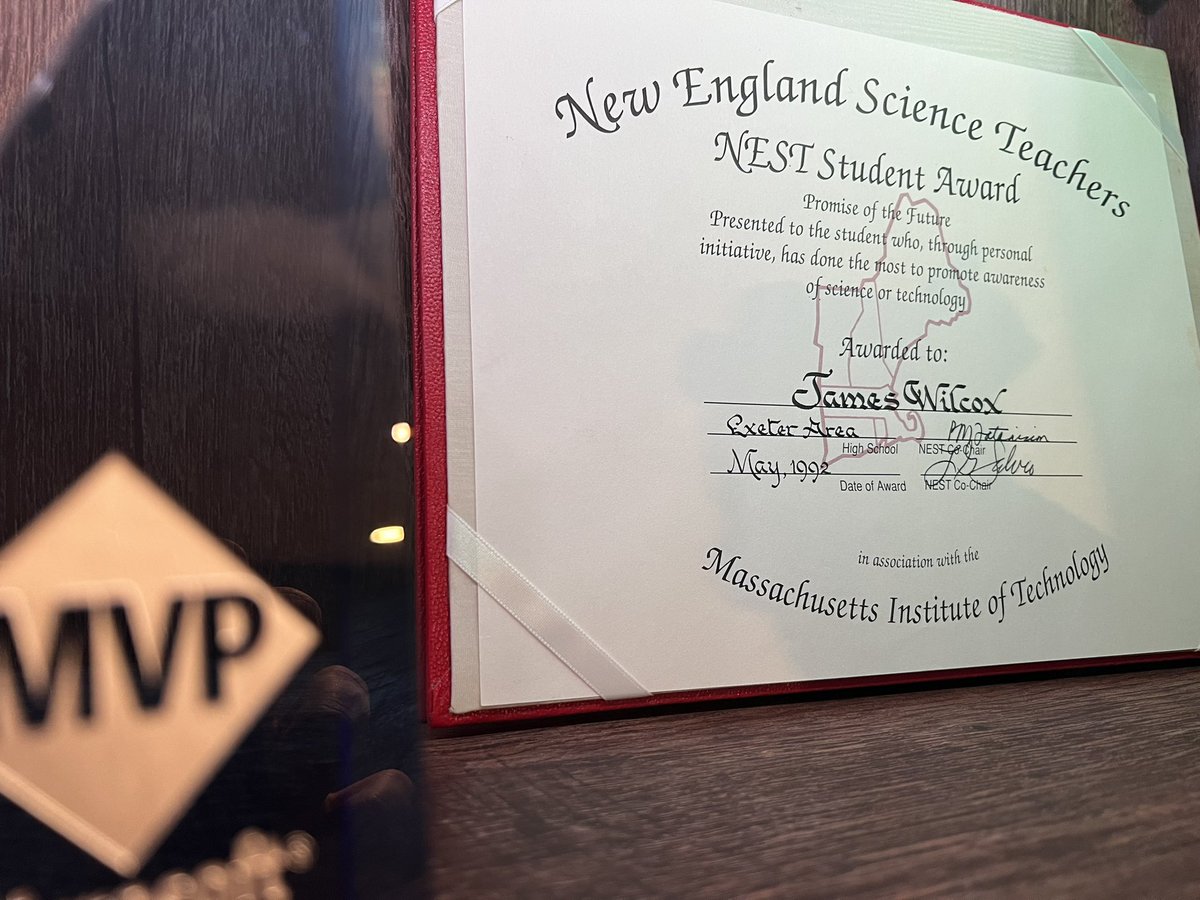 New England Science Teachers
NEST Student Award
Promise of the Future
Presented to the student who, through personal
initiative, has done the most to promote awareness
of science or technology
Awarded to:
James Wilcox
Exeter Area
High School NEST Co-Chair
May, 1992
Date of Award NEST Co-Chair
in association with the
Massachusetts Institute of Technology
MVP